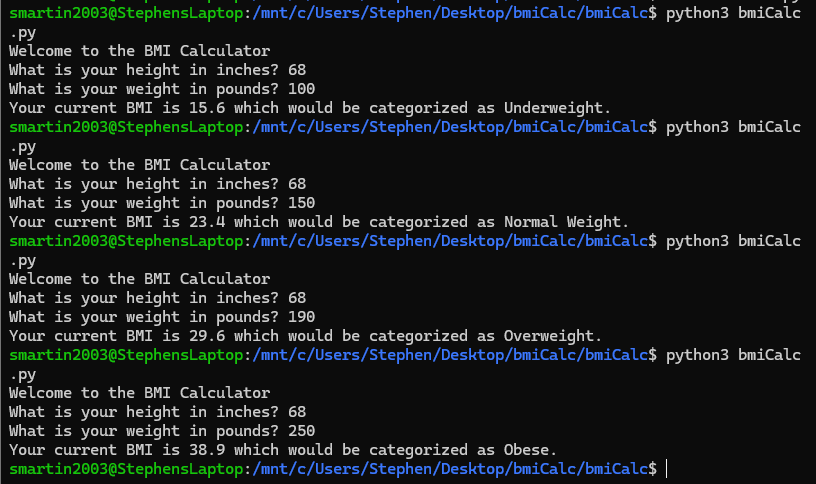 smartin2003@StephensLaptop:/mnt/c/Users/Stephen/Desktop/bmiCalc/bmiCalc$ python3 bmiCalc
.py
Welcome to the BMI Calculator
What is your height in inches? 68
What is your weight in pounds? 100
Your current BMI is 15.6 which would be categorized as Underweight.
smartin2003@StephensLaptop:/mnt/c/Users/Stephen/Desktop/bmiCalc/bmiCalc$ python3 bmiCalc
.py
Welcome to the BMI Calculator
What is your height in inches? 68
What is your weight in pounds? 150
Your current BMI is 23.4 which would be categorized as Normal Weight.
smartin2003@StephensLaptop:/mnt/c/Users/Stephen/Desktop/bmiCalc/bmiCalc$ python3 bmiCalc
.py
Welcome to the BMI Calculator
What is your height in inches? 68
What is your weight in pounds? 190
Your current BMI is 29.6 which would be categorized as Overweight.
smartin2003@StephensLaptop:/mnt/c/Users/Stephen/Desktop/bmiCalc/bmiCalc$ python3 bmiCalc
.py
Welcome to the BMI Calculator
What is your height in inches? 68
What is your weight in pounds? 250
Your current BMI is 38.9 which would be categorized as Obese.
smartin2003@StephensLaptop:/mnt/c/Users/Stephen/Desktop/bmiCalc/bmiCalc$